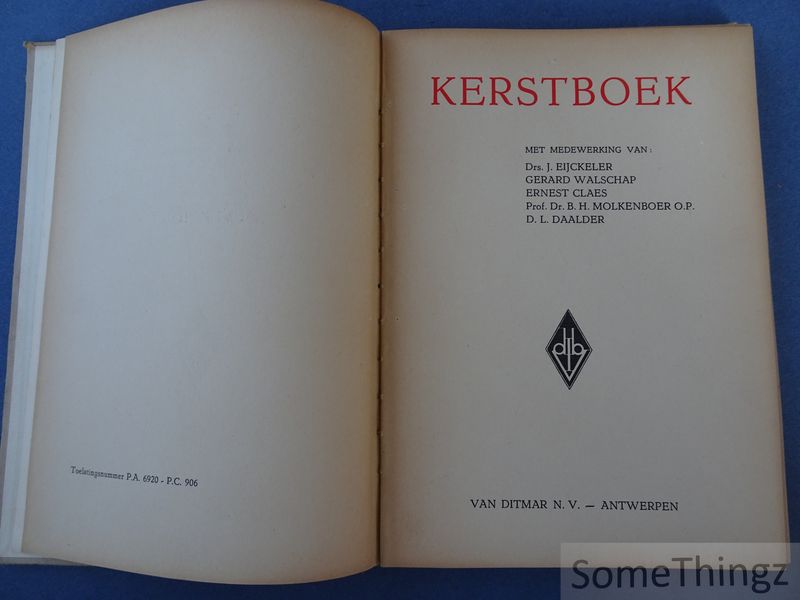 Toelatingsnummer P.A. 6920 - P.C. 906
KERSTBOEK
MET MEDEWERKING VAN:
Drs. J. EIJCKELER
GERARD WALSCHAP
ERNEST CLAES
Prof. Dr. B. H. MOLKENBOER O.P.
D. L. DAALDER
VAN DITMAR N. V. — ANTWERPEN
SomeThingz